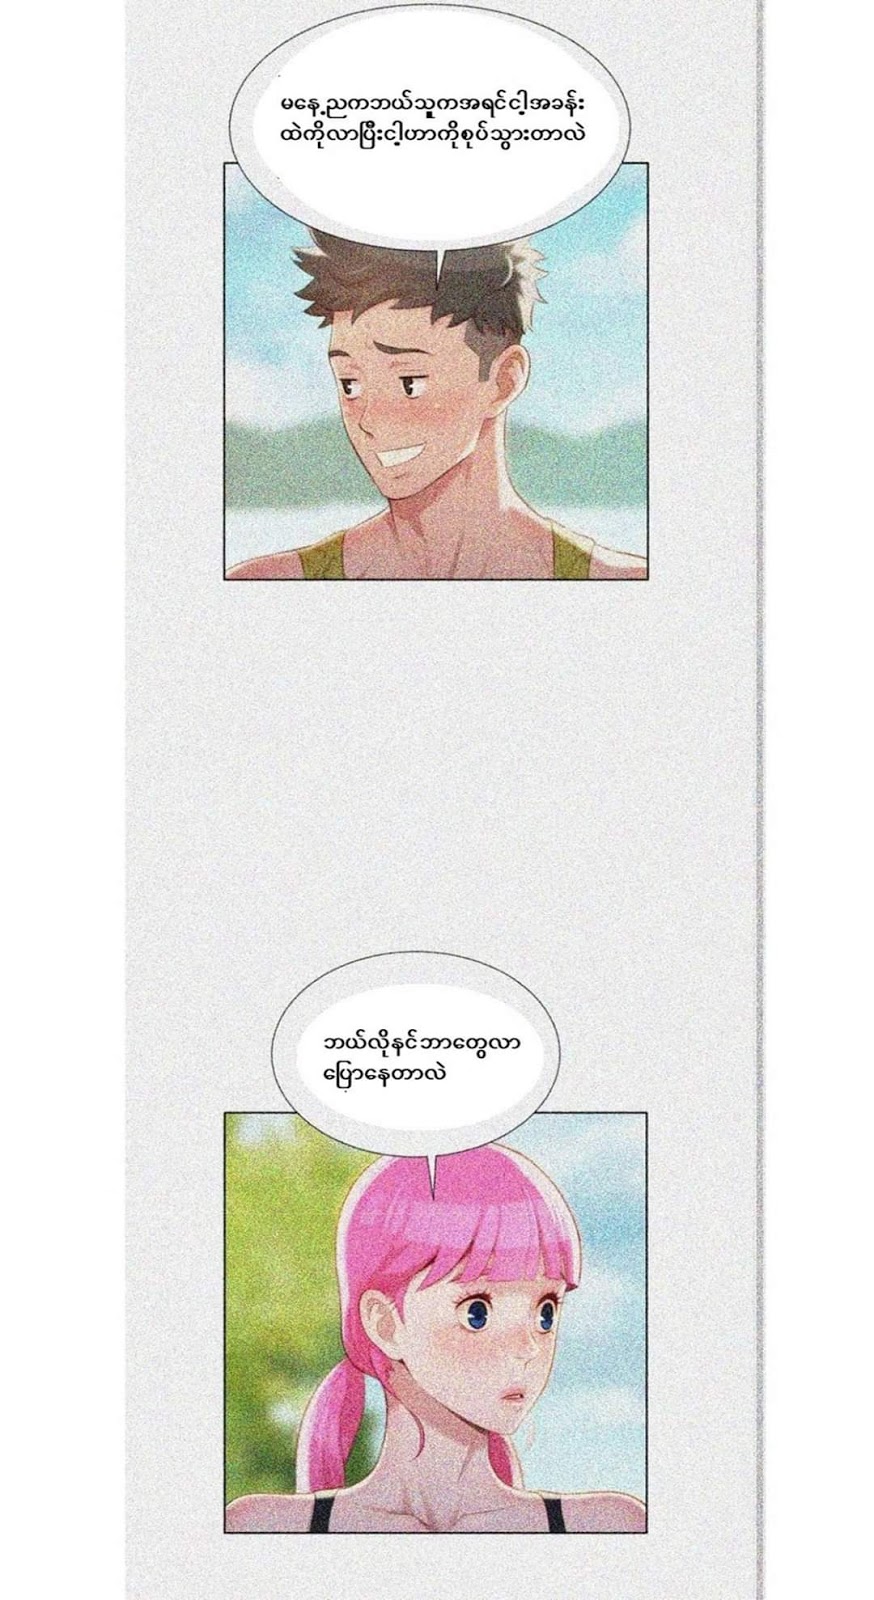 မနေ့ညကဘယ်သူကအရင်ငါ့အခန်း
ထဲကိုလာပြီးငါ့ဟာကိုစုပ်သွားတာလဲ
ဘယ်လိုနင်ဘာတွေလာ
ပြောနေတာလဲ